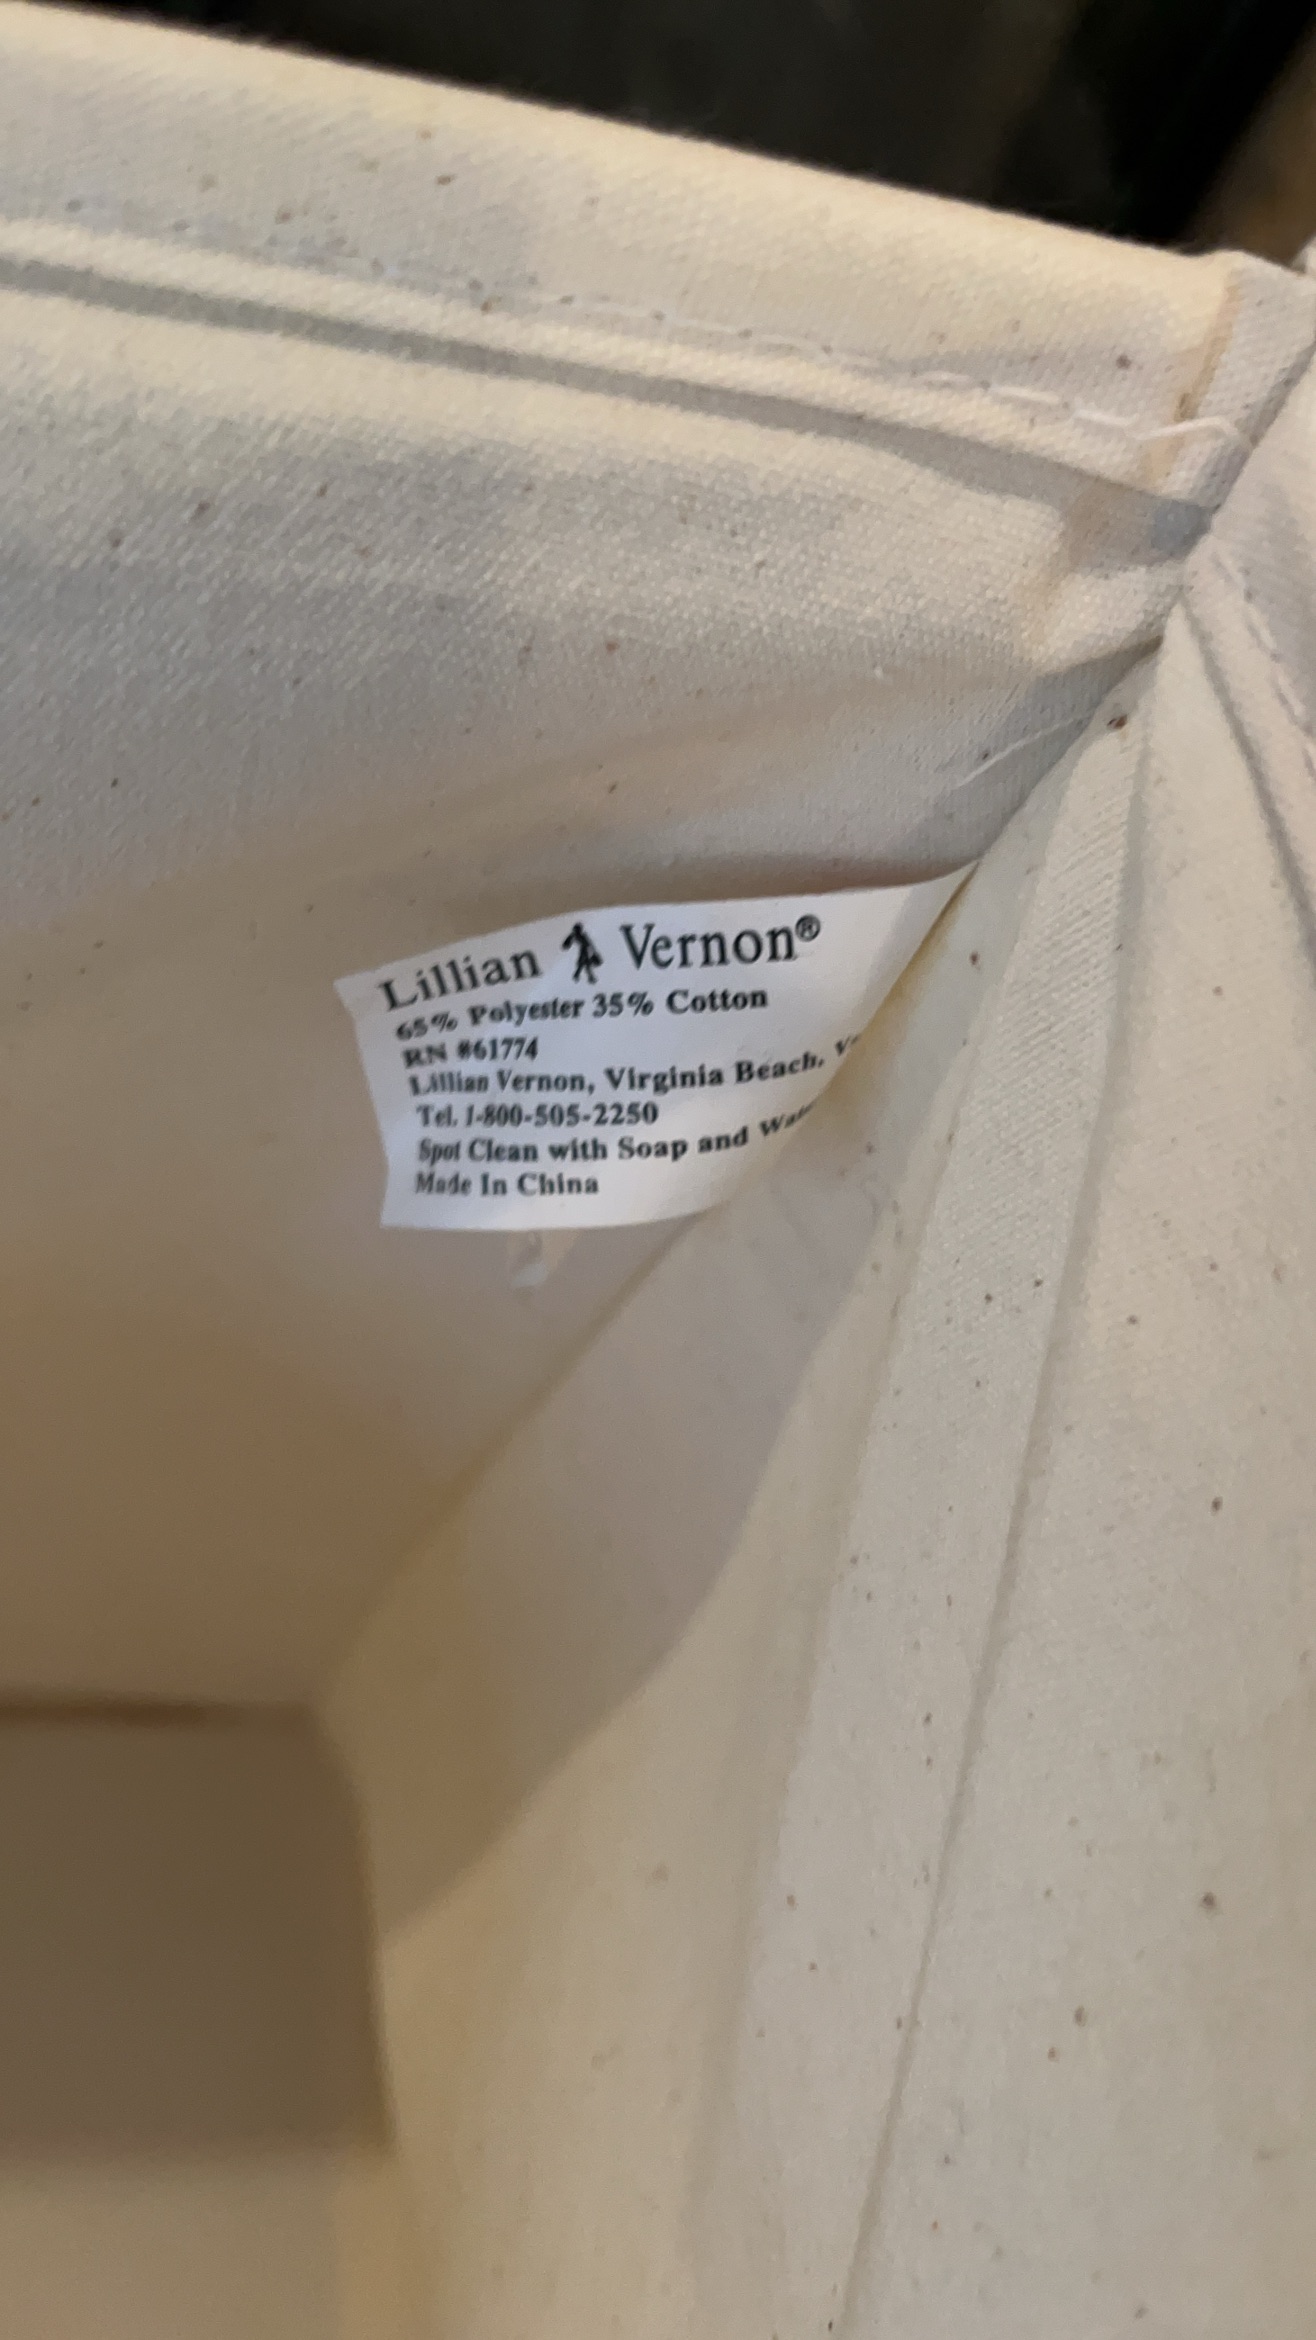 Lillian Vernon®
65% Polyester 35% Cotton
RN #61774
Lillian Vernon, Virginia Beach,
Tel. 1-800-505-2250
Spot Clean with Soap and
Made In China